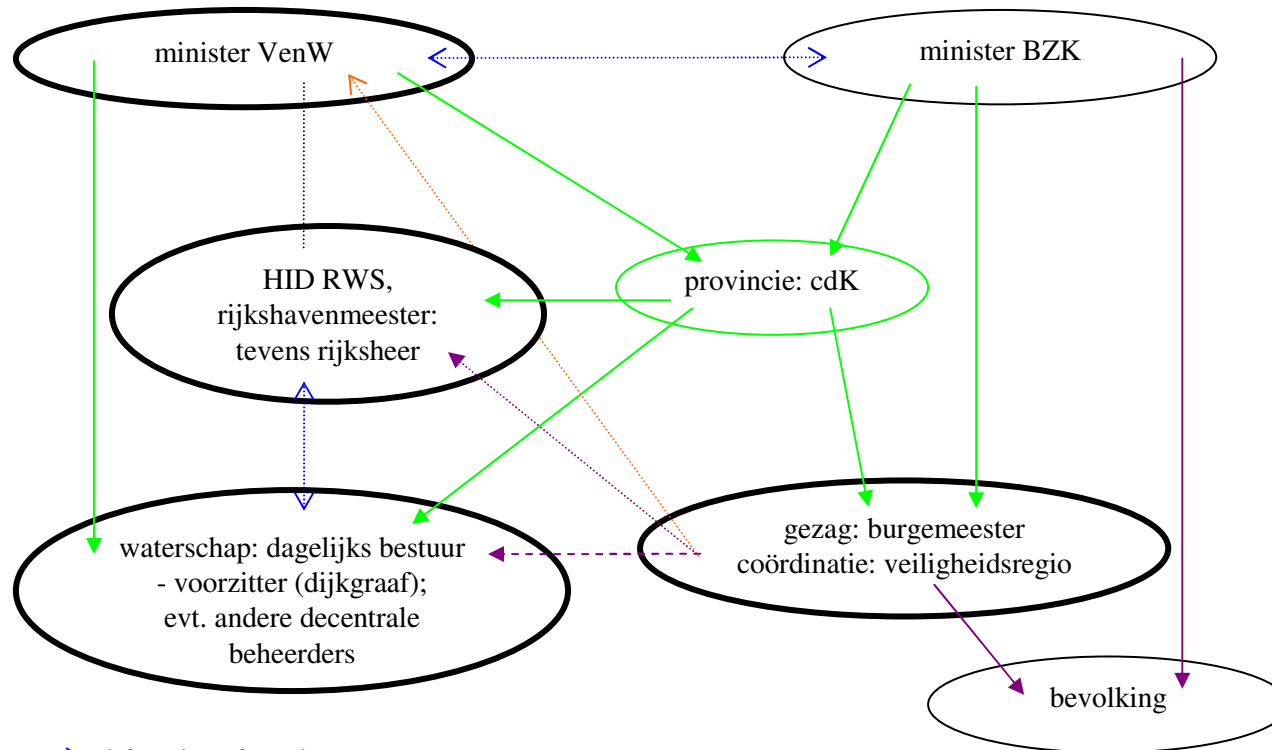 minister VenW
minister BZK
HID RWS,
rijkshavenmeester:
tevens rijksheer
provincie: cdK
waterschap: dagelijks bestuur
- voorzitter (dijkgraaf);
evt. andere decentrale
beheerders
gezag: burgemeester
coördinatie: veiligheidsregio
bevolking